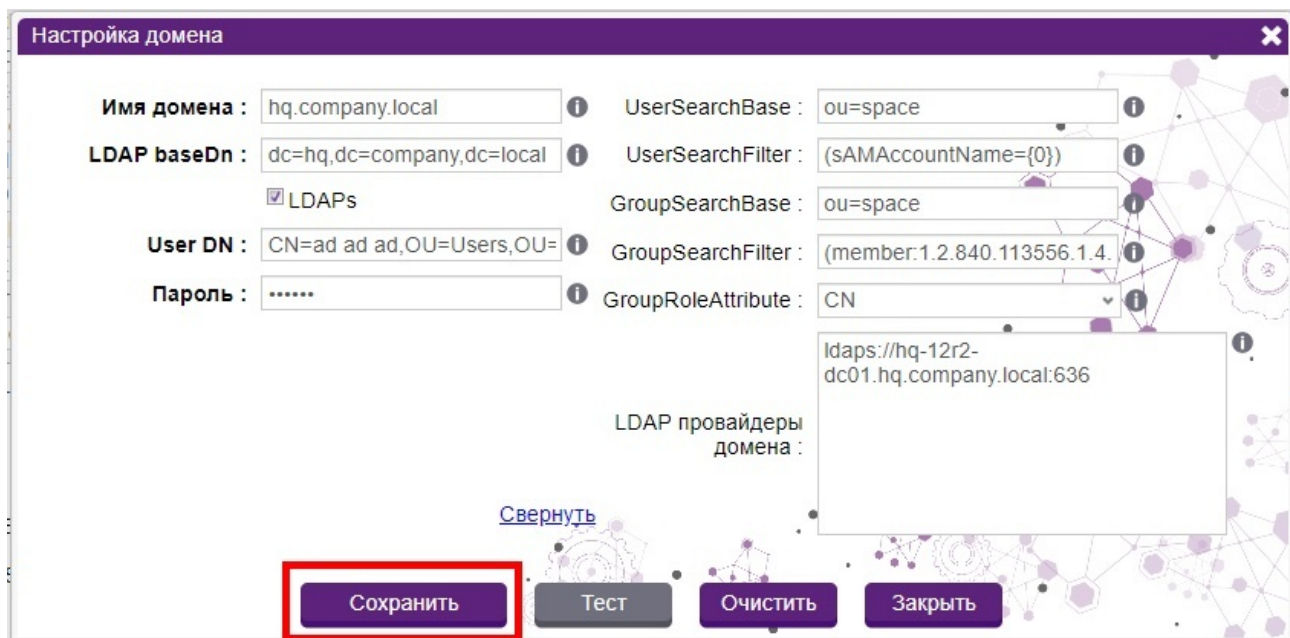 Настройка домена
Имя домена : hq.company.local
LDAP baseDn : dc=hq,dc=company,dc=local
LDAPs
User DN : CN=ad ad ad,OU=Users,OU=
Пароль : ••••••
UserSearchBase : ou=space
UserSearchFilter : (sAMAccountName={0})
GroupSearchBase : ou=space
GroupSearchFilter : (member:1.2.840.113556.1.4.
GroupRoleAttribute : CN
LDAP провайдеры
домена :
ldaps://hq-12r2-
dc01.hq.company.local:636
Свернуть
Сохранить
Тест
Очистить
Закрыть